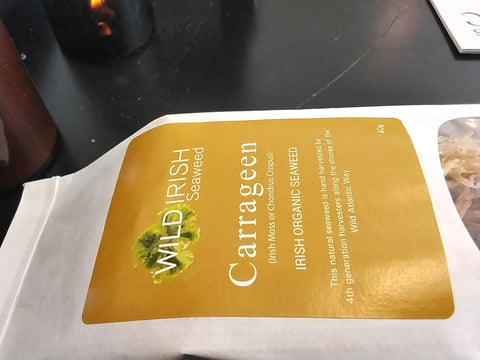 WILD IRISH
Seaweed
Carrageen
(Irish Moss or Chondrus Crispus)
IRISH ORGANIC SEAWEED
This natural seaweed is hand harvested by
4th generation harvesters along the shores of the
Wild Atlantic Way
40g